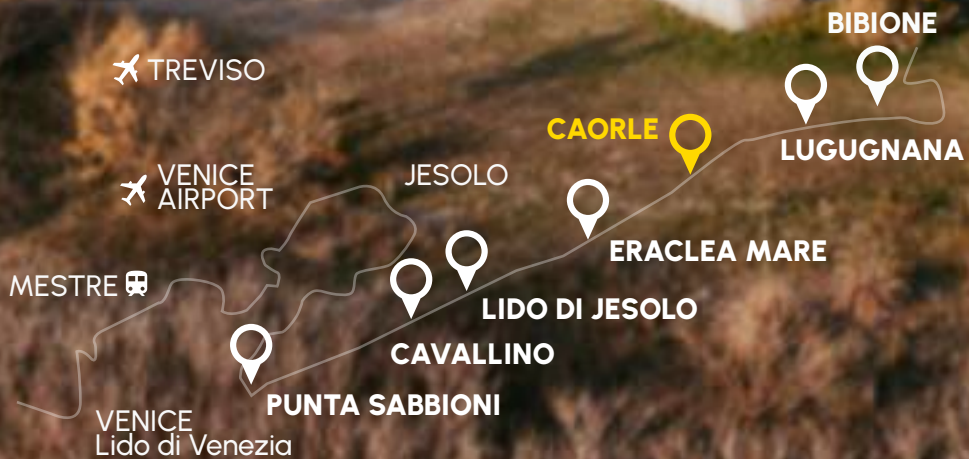 BIBIONE
TREVISO
CAORLE
LUGUGNANA
VENICE
AIRPORT
JESOLO
ERACLEA MARE
MESTRE
LIDO DI JESOLO
CAVALLINO
PUNTA SABBIONI
VENICE
Lido di Venezia